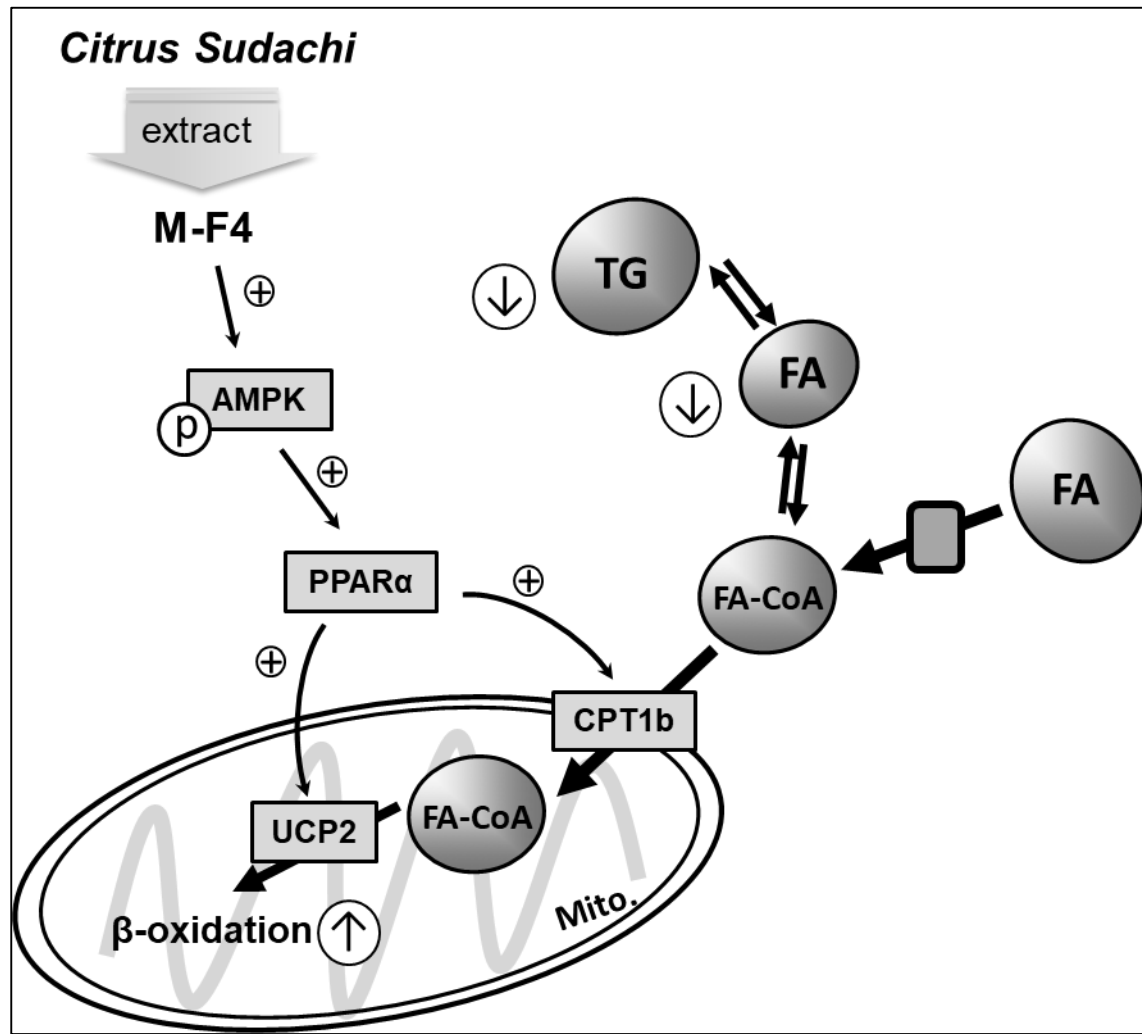 Citrus Sudachi
extract
M-F4
⊕
AMPK
p
⊕
PPARα
⊕
⊕
TG
↓
FA
↓
FA
FA-CoA
CPT1b
FA-CoA
UCP2
β-oxidation ↑
Mito.